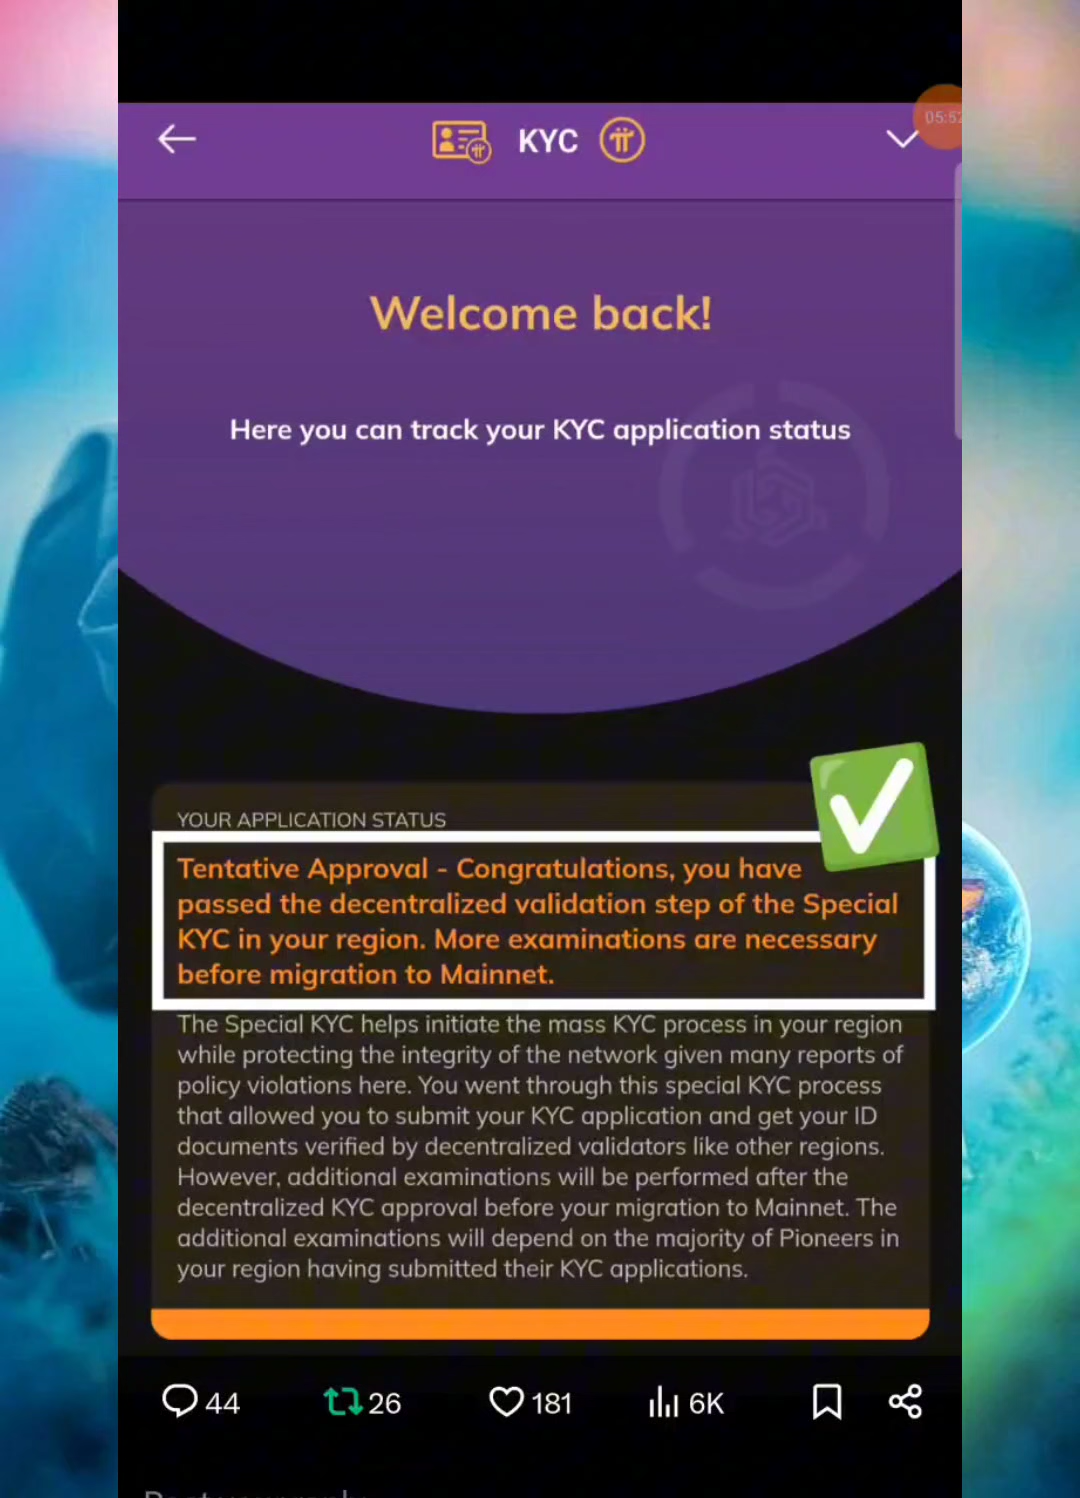 05:52
KYC
Welcome back!
Here you can track your KYC application status
YOUR APPLICATION STATUS
Tentative Approval - Congratulations, you have
passed the decentralized validation step of the Special
KYC in your region. More examinations are necessary
before migration to Mainnet.
The Special KYC helps initiate the mass KYC process in your region
while protecting the integrity of the network given many reports of
policy violations here. You went through this special KYC process
that allowed you to submit your KYC application and get your ID
documents verified by decentralized validators like other regions.
However, additional examinations will be performed after the
decentralized KYC approval before your migration to Mainnet. The
additional examinations will depend on the majority of Pioneers in
your region having submitted their KYC applications.
44 26 181 6K